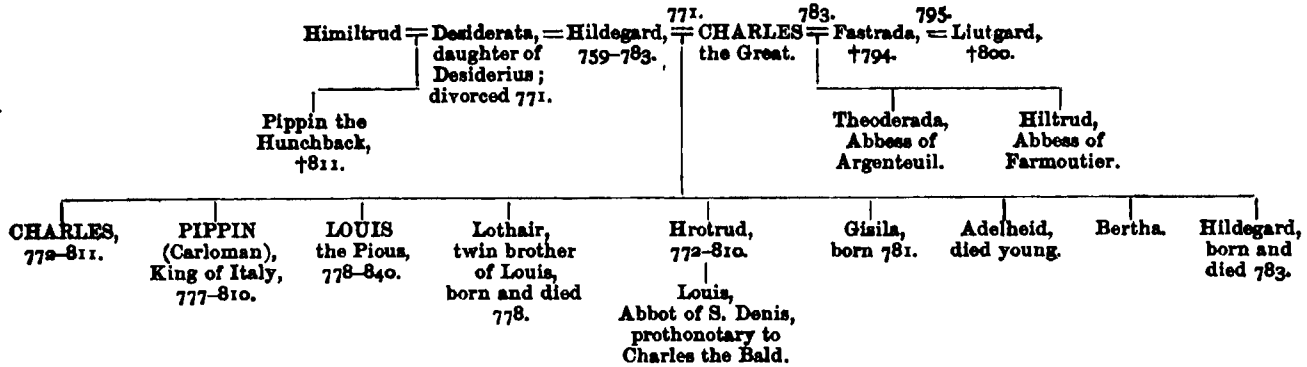 771. 783. 795.
Himiltrud = Desiderata, = Hildegard, = CHARLES = Fastrada, = Liutgard,
daughter of 759–783. the Great. †794. †800.
Desiderius;
divorced 771.
Pippin the
Hunchback,
†811.
Theoderada,
Abbess of
Argenteuil.
Hiltrud,
Abbess of
Farmoutier.
CHARLES,
772–811.
PIPPIN
(Carloman),
King of Italy,
777–810.
LOUIS
the Pious,
778–840.
Lothair,
twin brother
of Louis,
born and died
778.
Hrotrud,
772–810.
Louis,
Abbot of S. Denis,
prothonotary to
Charles the Bald.
Gisila,
born 781.
Adelheid,
died young.
Bertha.
Hildegard,
born and
died 783.